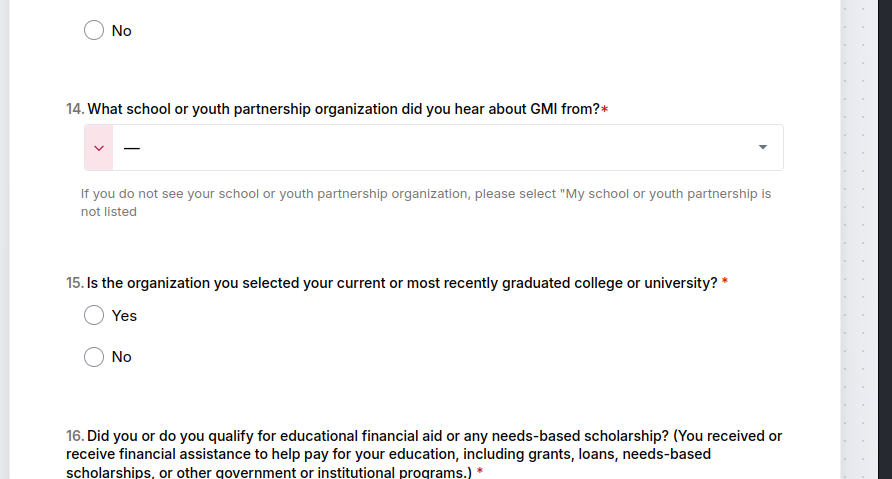 No
14. What school or youth partnership organization did you hear about GMI from?*
—
If you do not see your school or youth partnership organization, please select "My school or youth partnership is
not listed
15. Is the organization you selected your current or most recently graduated college or university? *
Yes
No
16. Did you or do you qualify for educational financial aid or any needs-based scholarship? (You received or
receive financial assistance to help pay for your education, including grants, loans, needs-based
scholarships, or other government or institutional programs.) *